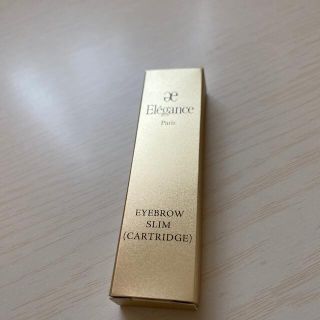 æ
Elégance
Paris
EYEBROW
SLIM
(CARTRIDGE)